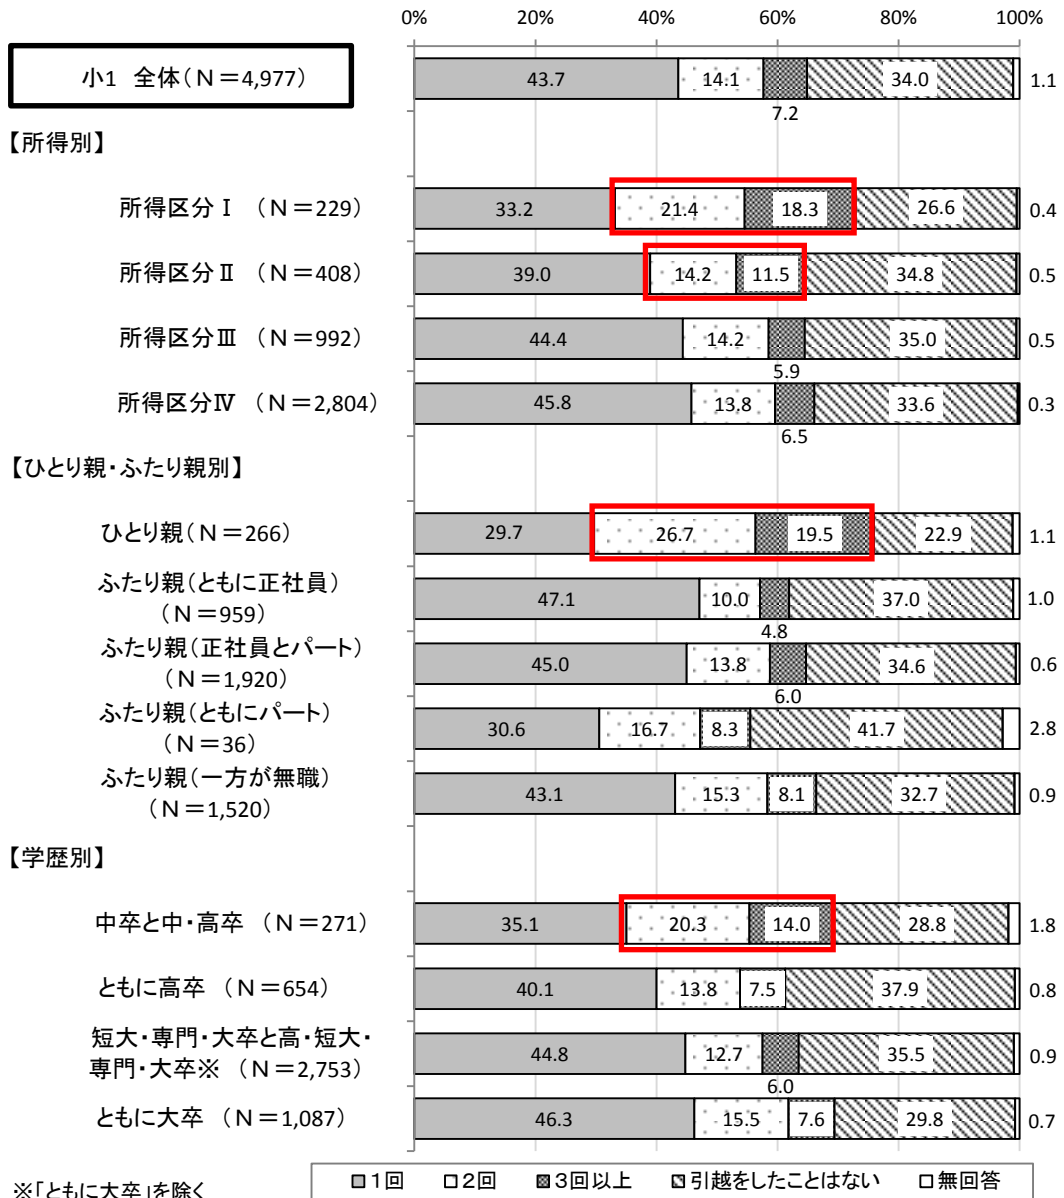 0% 20% 40% 60% 80% 100%
小1 全体(N=4,977) 43.7 14.1 7.2 34.0 1.1
【所得別】
所得区分Ⅰ (N=229) 33.2 21.4 18.3 26.6 0.4
所得区分Ⅱ (N=408) 39.0 14.2 11.5 34.8 0.5
所得区分Ⅲ (N=992) 44.4 14.2 5.9 35.0 0.5
所得区分Ⅳ (N=2,804) 45.8 13.8 6.5 33.6 0.3
【ひとり親・ふたり親別】
ひとり親(N=266) 29.7 26.7 19.5 22.9 1.1
ふたり親(ともに正社員)
(N=959) 47.1 10.0 4.8 37.0 1.0
ふたり親(正社員とパート)
(N=1,920) 45.0 13.8 6.0 34.6 0.6
ふたり親(ともにパート)
(N=36) 30.6 16.7 8.3 41.7 2.8
ふたり親(一方が無職)
(N=1,520) 43.1 15.3 8.1 32.7 0.9
【学歴別】
中卒と中・高卒 (N=271) 35.1 20.3 14.0 28.8 1.8
ともに高卒 (N=654) 40.1 13.8 7.5 37.9 0.8
短大・専門・大卒と高・短大・
専門・大卒※ (N=2,753) 44.8 12.7 6.0 35.5 0.9
ともに大卒 (N=1,087) 46.3 15.5 7.6 29.8 0.7
※「ともに大卒」を除く
1回 2回 3回以上 引越をしたことはない 無回答